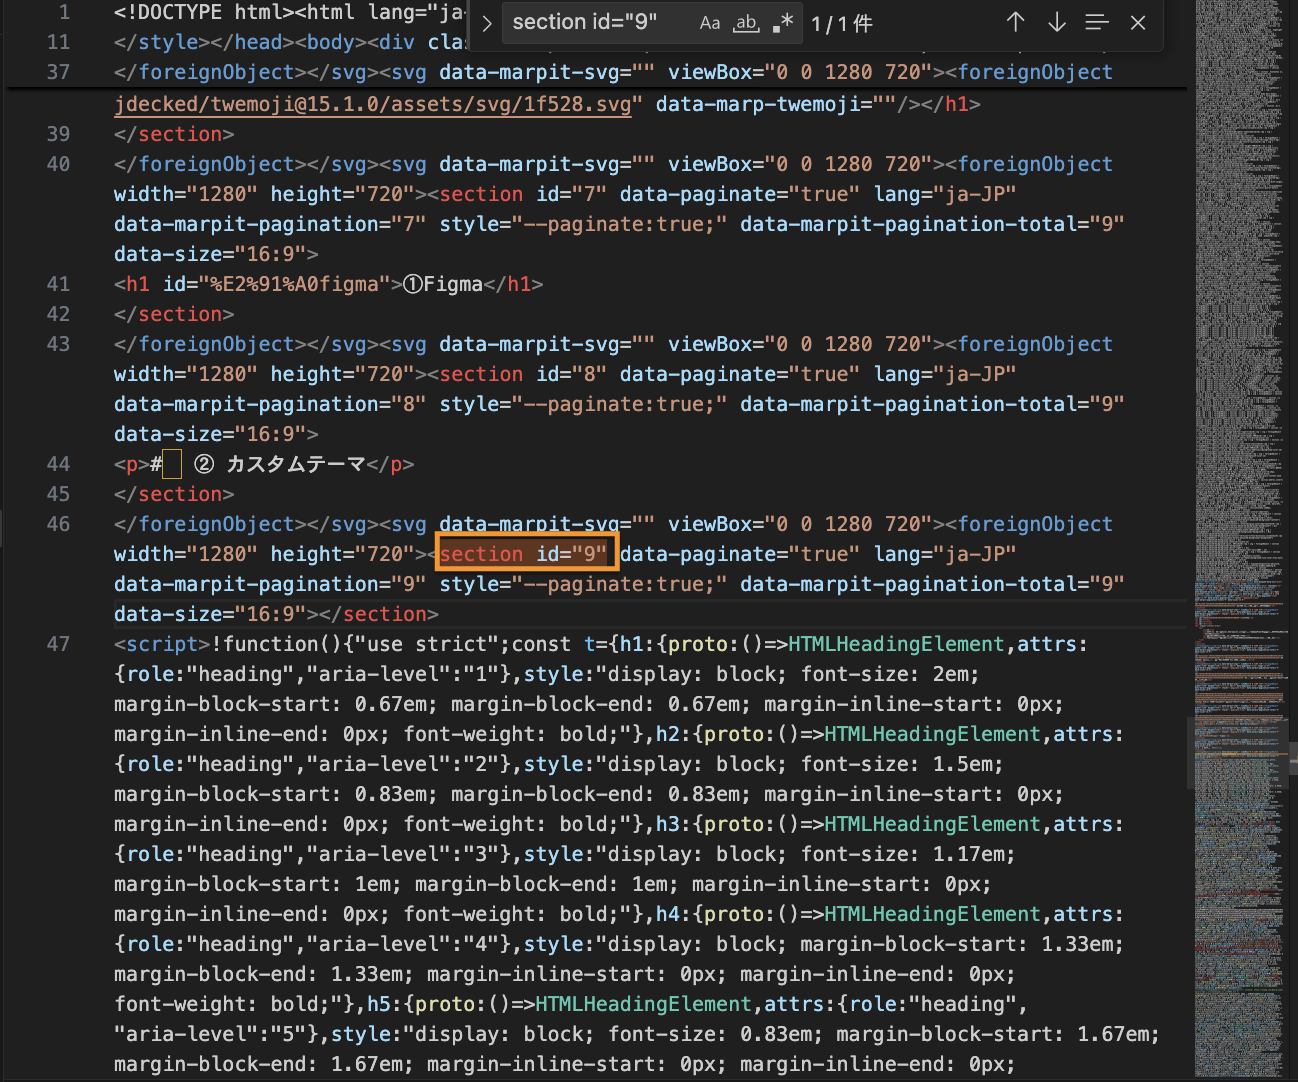 1 <!DOCTYPE html><html lang="ja-
section id="9" Aa ab .* 1/1 件
11 </style></head><body><div clas
37 </foreignObject></svg><svg data-marpit-svg="" viewBox="0 0 1280 720"><foreignObject
jdecked/twemoji@15.1.0/assets/svg/1f528.svg" data-marp-twemoji=""/></h1>
39 </section>
40 </foreignObject></svg><svg data-marpit-svg="" viewBox="0 0 1280 720"><foreignObject
width="1280" height="720"><section id="7" data-paginate="true" lang="ja-JP"
data-marpit-pagination="7" style="--paginate:true;" data-marpit-pagination-total="9"
data-size="16:9">
41 <h1 id="%E2%91%A0figma">①Figma</h1>
42 </section>
43 </foreignObject></svg><svg data-marpit-svg="" viewBox="0 0 1280 720"><foreignObject
width="1280" height="720"><section id="8" data-paginate="true" lang="ja-JP"
data-marpit-pagination="8" style="--paginate:true;" data-marpit-pagination-total="9"
data-size="16:9">
44 <p>#　② カスタムテーマ</p>
45 </section>
46 </foreignObject></svg><svg data-marpit-svg="" viewBox="0 0 1280 720"><foreignObject
width="1280" height="720"><section id="9" data-paginate="true" lang="ja-JP"
data-marpit-pagination="9" style="--paginate:true;" data-marpit-pagination-total="9"
data-size="16:9"></section>
47 <script>!function(){"use strict";const t={h1:{proto:()=>HTMLHeadingElement,attrs:
{role:"heading","aria-level":"1"},style:"display: block; font-size: 2em;
margin-block-start: 0.67em; margin-block-end: 0.67em; margin-inline-start: 0px;
margin-inline-end: 0px; font-weight: bold;"},h2:{proto:()=>HTMLHeadingElement,attrs:
{role:"heading","aria-level":"2"},style:"display: block; font-size: 1.5em;
margin-block-start: 0.83em; margin-block-end: 0.83em; margin-inline-start: 0px;
margin-inline-end: 0px; font-weight: bold;"},h3:{proto:()=>HTMLHeadingElement,attrs:
{role:"heading","aria-level":"3"},style:"display: block; font-size: 1.17em;
margin-block-start: 1em; margin-block-end: 1em; margin-inline-start: 0px;
margin-inline-end: 0px; font-weight: bold;"},h4:{proto:()=>HTMLHeadingElement,attrs:
{role:"heading","aria-level":"4"},style:"display: block; margin-block-start: 1.33em;
margin-block-end: 1.33em; margin-inline-start: 0px; margin-inline-end: 0px;
font-weight: bold;"},h5:{proto:()=>HTMLHeadingElement,attrs:{role:"heading",
"aria-level":"5"},style:"display: block; font-size: 0.83em; margin-block-start: 1.67em;
margin-block-end: 1.67em; margin-inline-start: 0px; margin-inline-end: 0px;